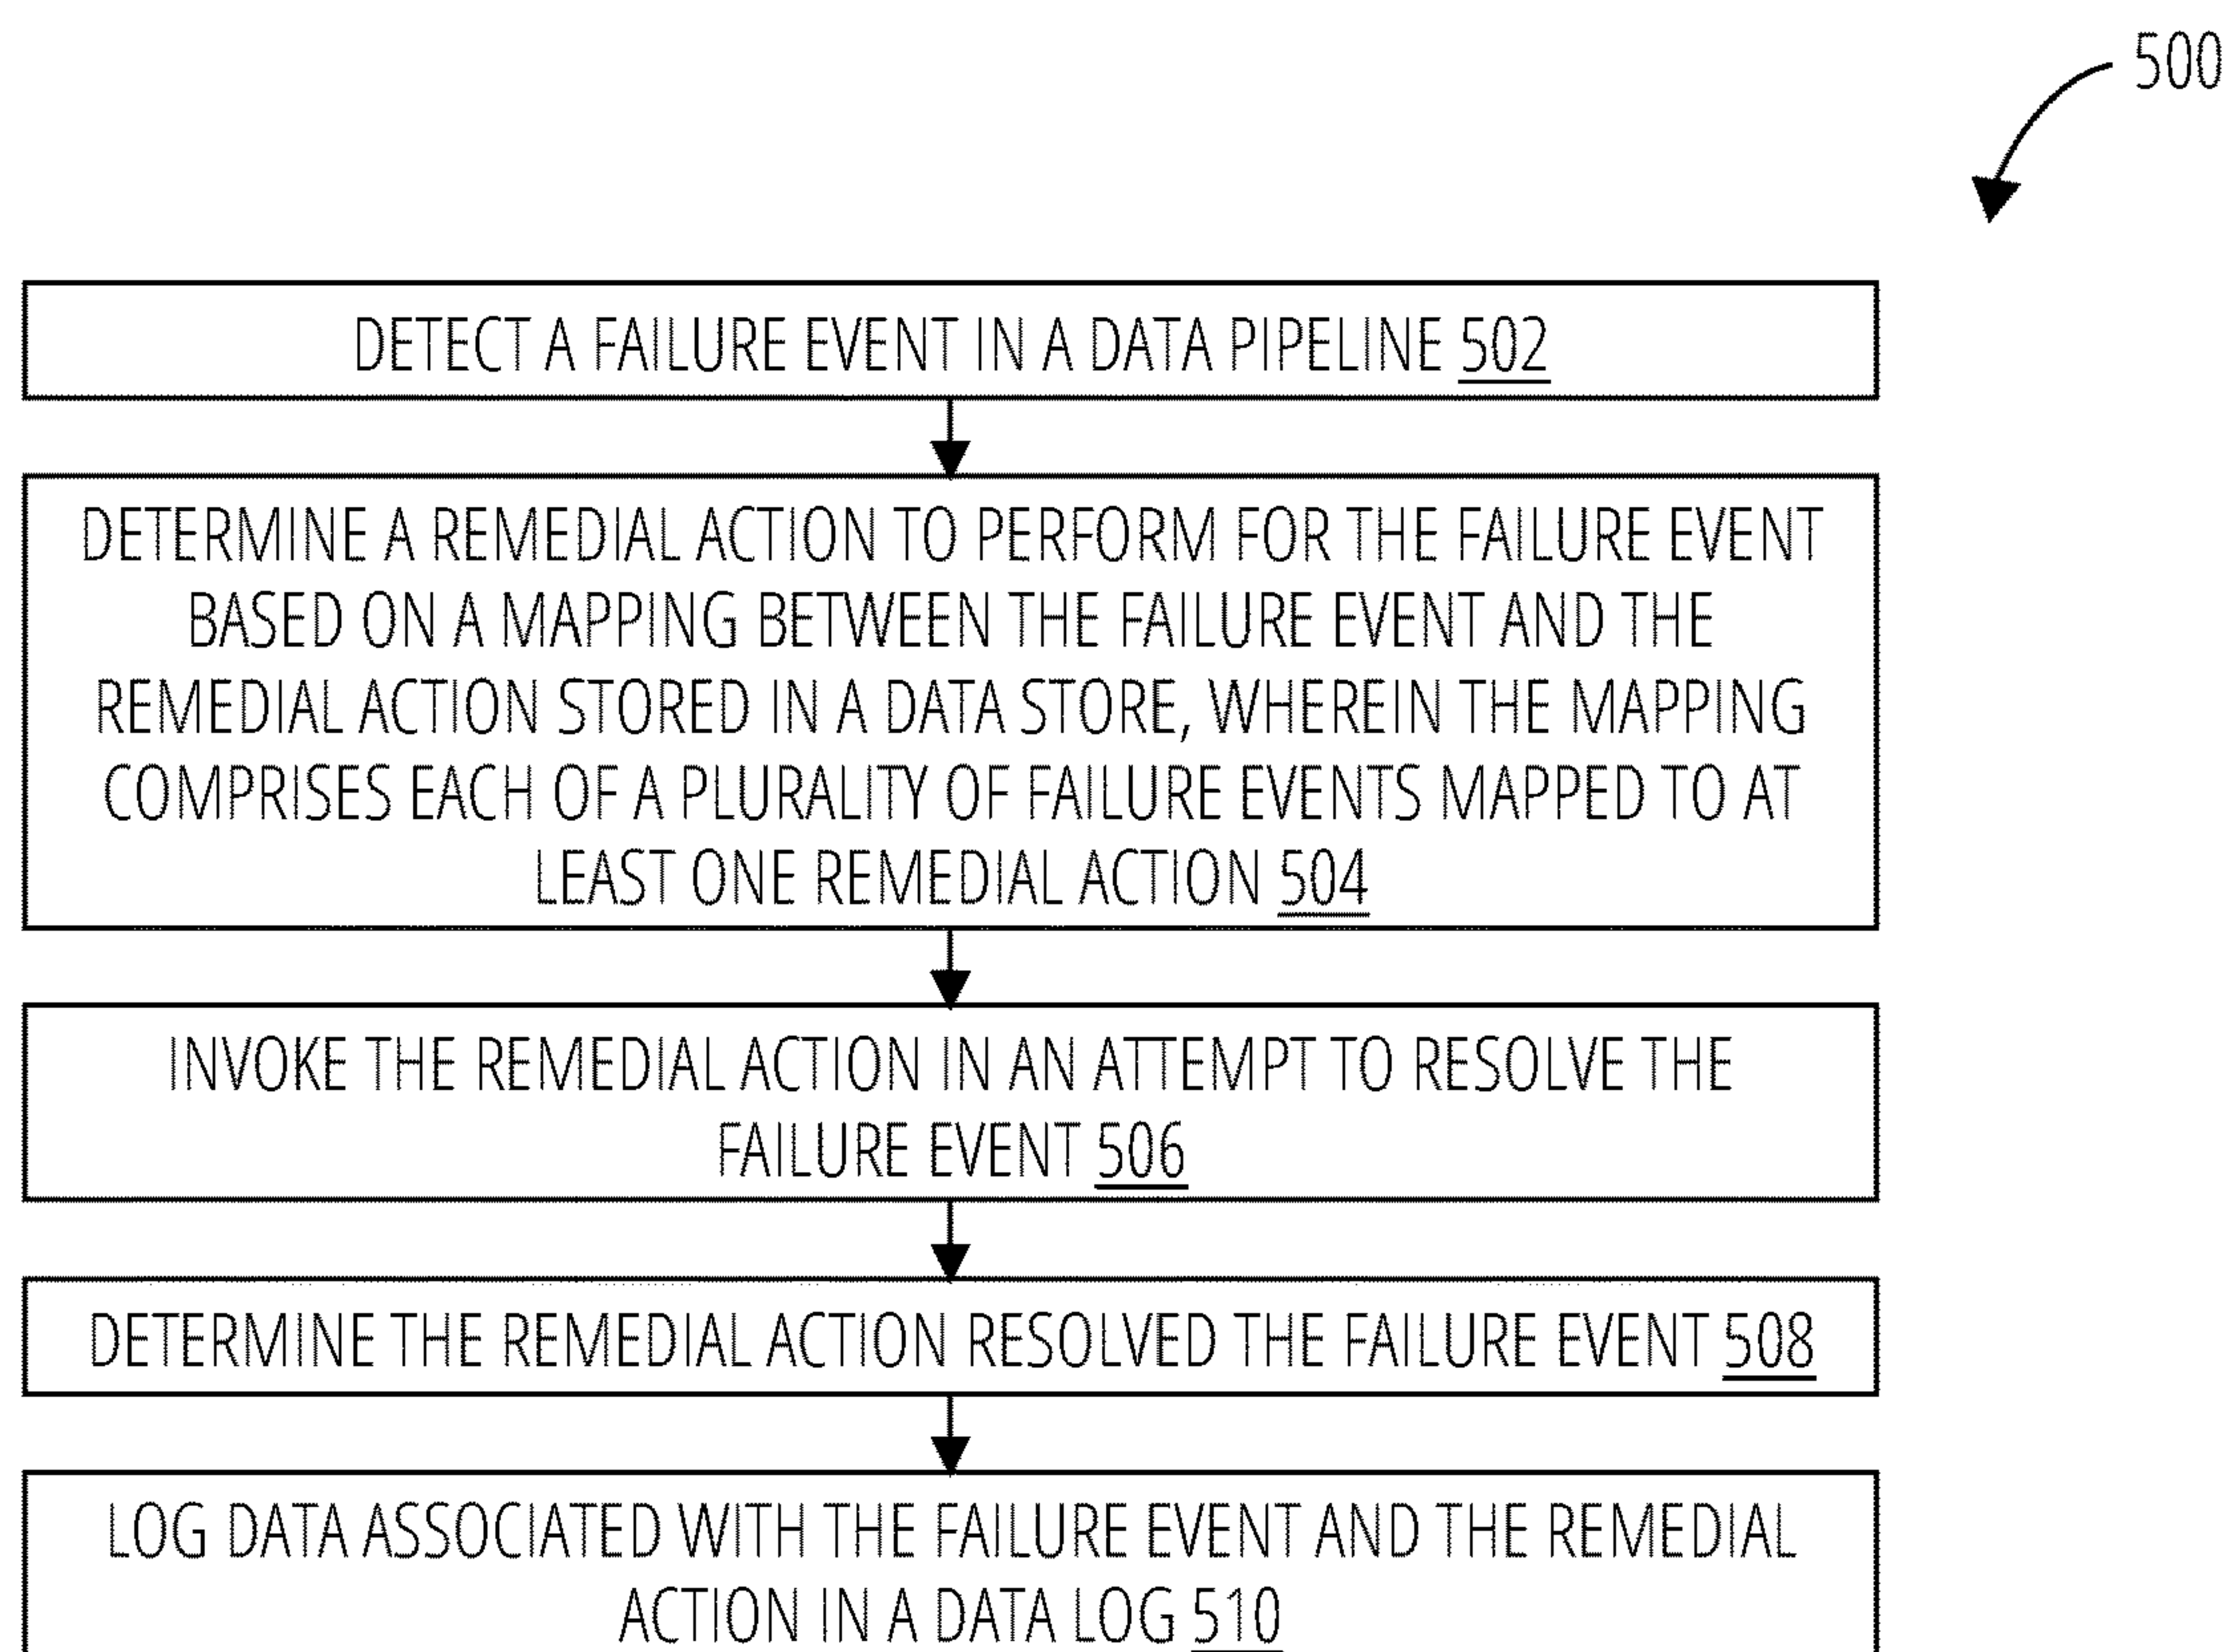 500
DETECT A FAILURE EVENT IN A DATA PIPELINE 502
DETERMINE A REMEDIAL ACTION TO PERFORM FOR THE FAILURE EVENT
BASED ON A MAPPING BETWEEN THE FAILURE EVENT AND THE
REMEDIAL ACTION STORED IN A DATA STORE, WHEREIN THE MAPPING
COMPRISES EACH OF A PLURALITY OF FAILURE EVENTS MAPPED TO AT
LEAST ONE REMEDIAL ACTION 504
INVOKE THE REMEDIAL ACTION IN AN ATTEMPT TO RESOLVE THE
FAILURE EVENT 506
DETERMINE THE REMEDIAL ACTION RESOLVED THE FAILURE EVENT 508
LOG DATA ASSOCIATED WITH THE FAILURE EVENT AND THE REMEDIAL
ACTION IN A DATA LOG 510